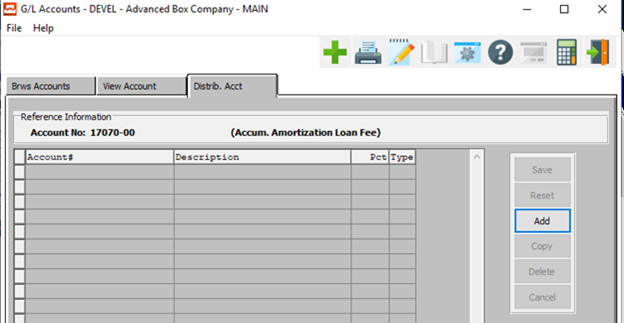 G/L Accounts - DEVEL - Advanced Box Company - MAIN
File Help
Brws Accounts View Account Distrib. Acct
Reference Information
Account No: 17070-00 (Accum. Amortization Loan Fee)
Account# Description Pct Type
Save
Reset
Add
Copy
Delete
Cancel